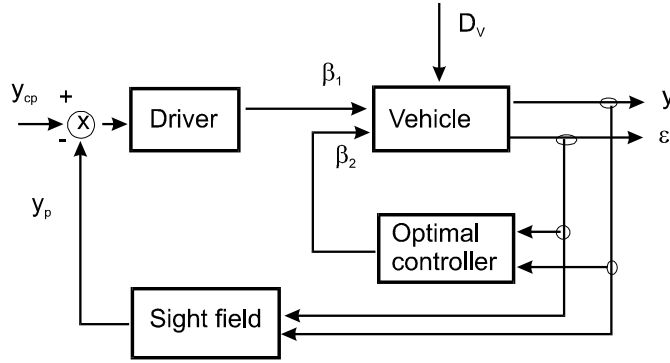 D_V
y_cp
+
x
-
Driver
β_1
Vehicle
y
ε
β_2
y_p
Optimal
controller
Sight field